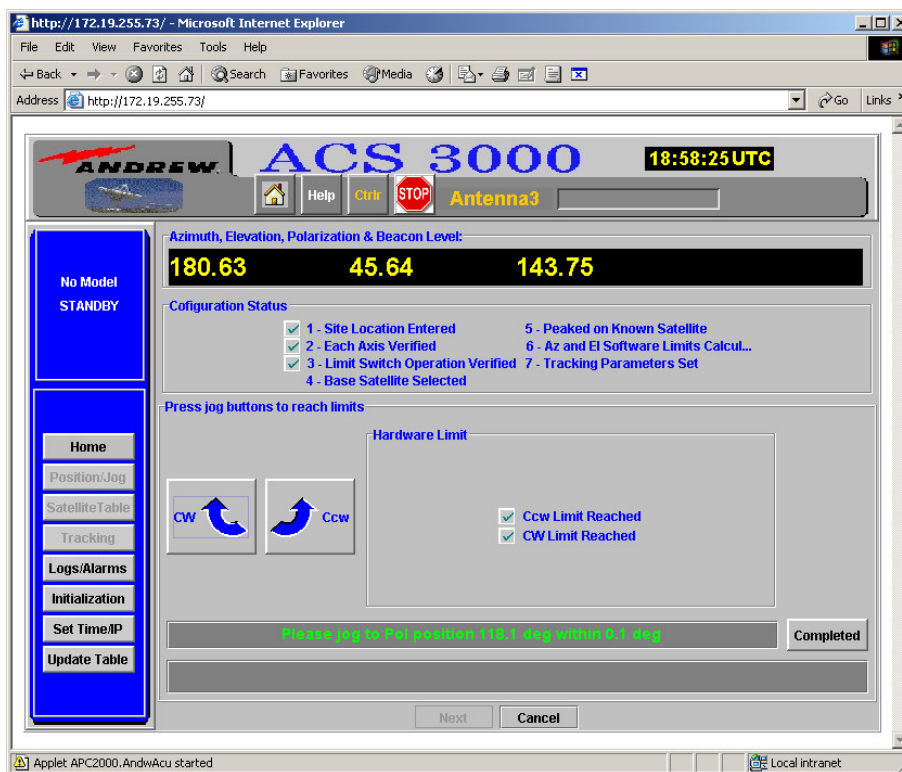 http://172.19.255.73/ - Microsoft Internet Explorer
File Edit View Favorites Tools Help
Back Search Favorites Media
Address http://172.19.255.73/ Go Links
ANDREW. ACS 3000 18:58:25 UTC
Help Ctrlr STOP Antenna3
No Model
STANDBY
Azimuth, Elevation, Polarization & Beacon Level:
180.63 45.64 143.75
Cofiguration Status
1 - Site Location Entered
2 - Each Axis Verified
3 - Limit Switch Operation Verified
4 - Base Satellite Selected
5 - Peaked on Known Satellite
6 - Az and El Software Limits Calcul...
7 - Tracking Parameters Set
Home
Position/Jog
SatelliteTable
Tracking
Logs/Alarms
Initialization
Set Time/IP
Update Table
Press jog buttons to reach limits
CW Ccw
Hardware Limit
Ccw Limit Reached
CW Limit Reached
Please jog to Pol position 118.1 deg within 0.1 deg
Completed
Next Cancel
Applet APC2000.AndwAcu started Local intranet